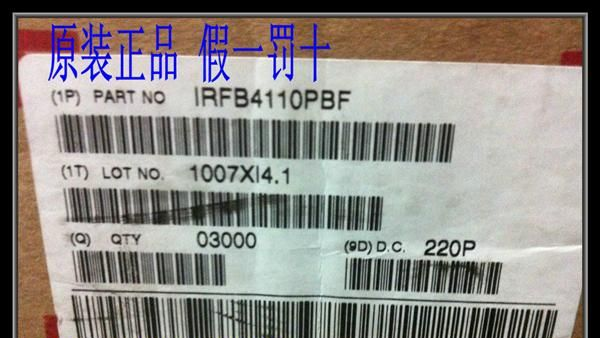 原装正品 假一罚十
(1P) PART NO IRFB4110PBF
(1T) LOT NO. 1007XI4.1
(Q) QTY 03000 (9D) D.C. 220P